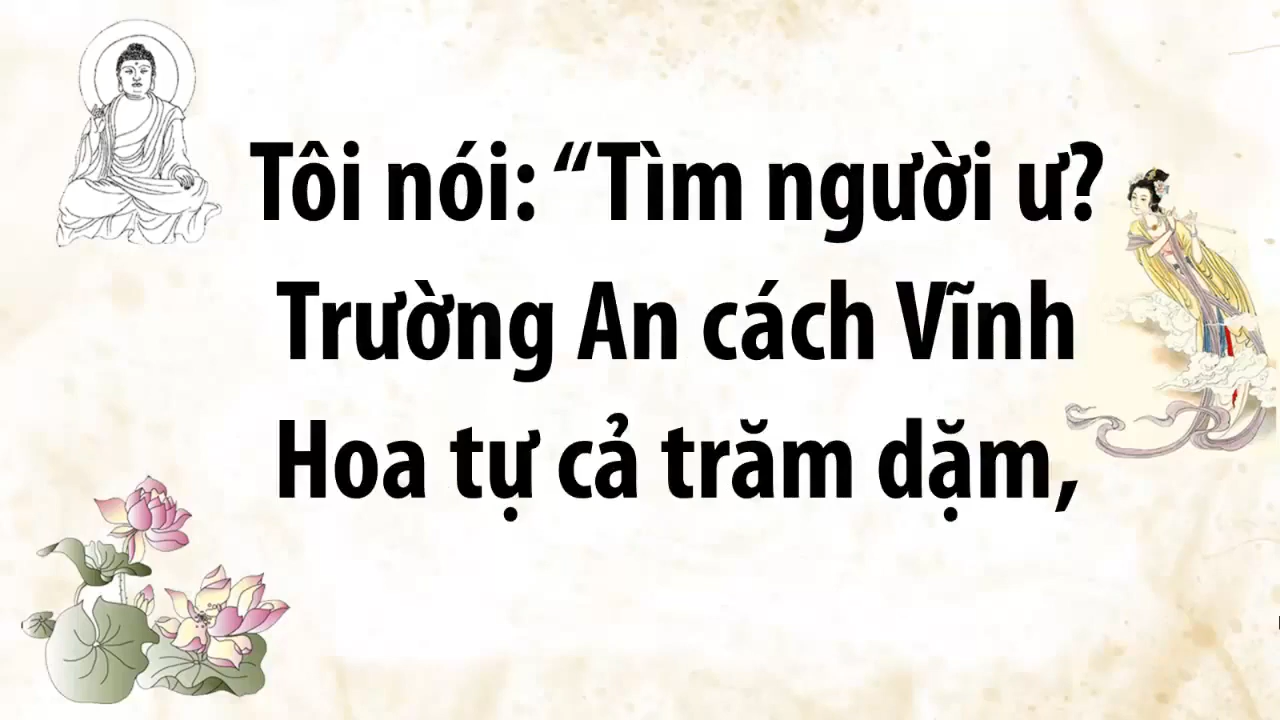 Tôi nói: “Tìm người ư?
Trường An cách Vĩnh
Hoa tự cả trăm dặm,